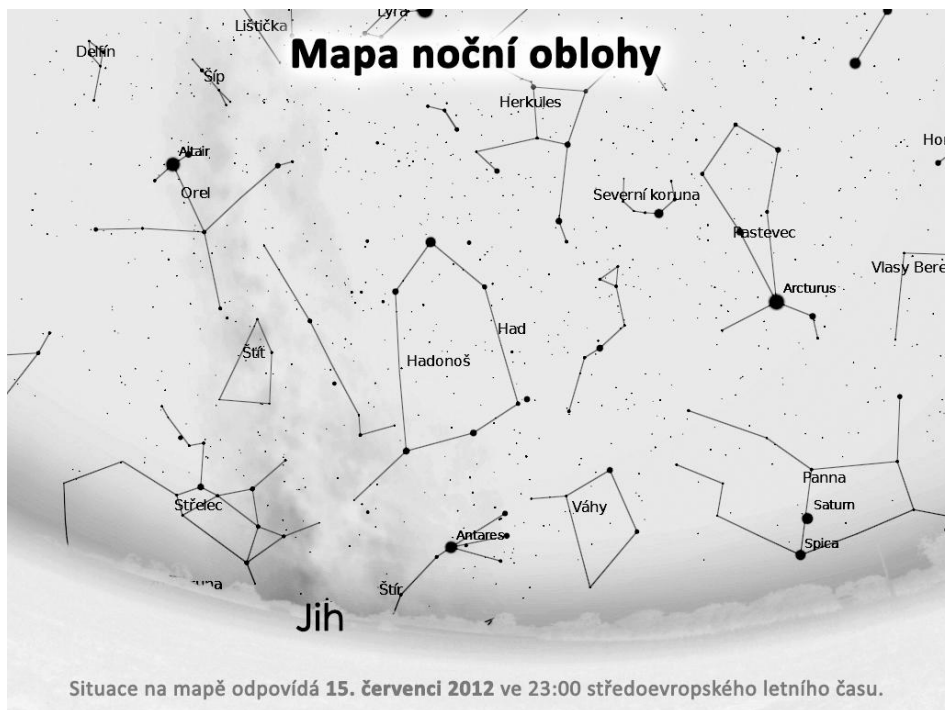 Lištička
Lyra
Mapa noční oblohy
Delfín
Šíp
Herkules
Altair
Orel
Severní koruna
Pastevec
Vlasy Bere
Arcturus
Had
Štít
Hadonoš
Panna
Střelec
Váhy
Saturn
Antares
Spica
Štír
Jih
Situace na mapě odpovídá 15. červenci 2012 ve 23:00 středoevropského letního času.